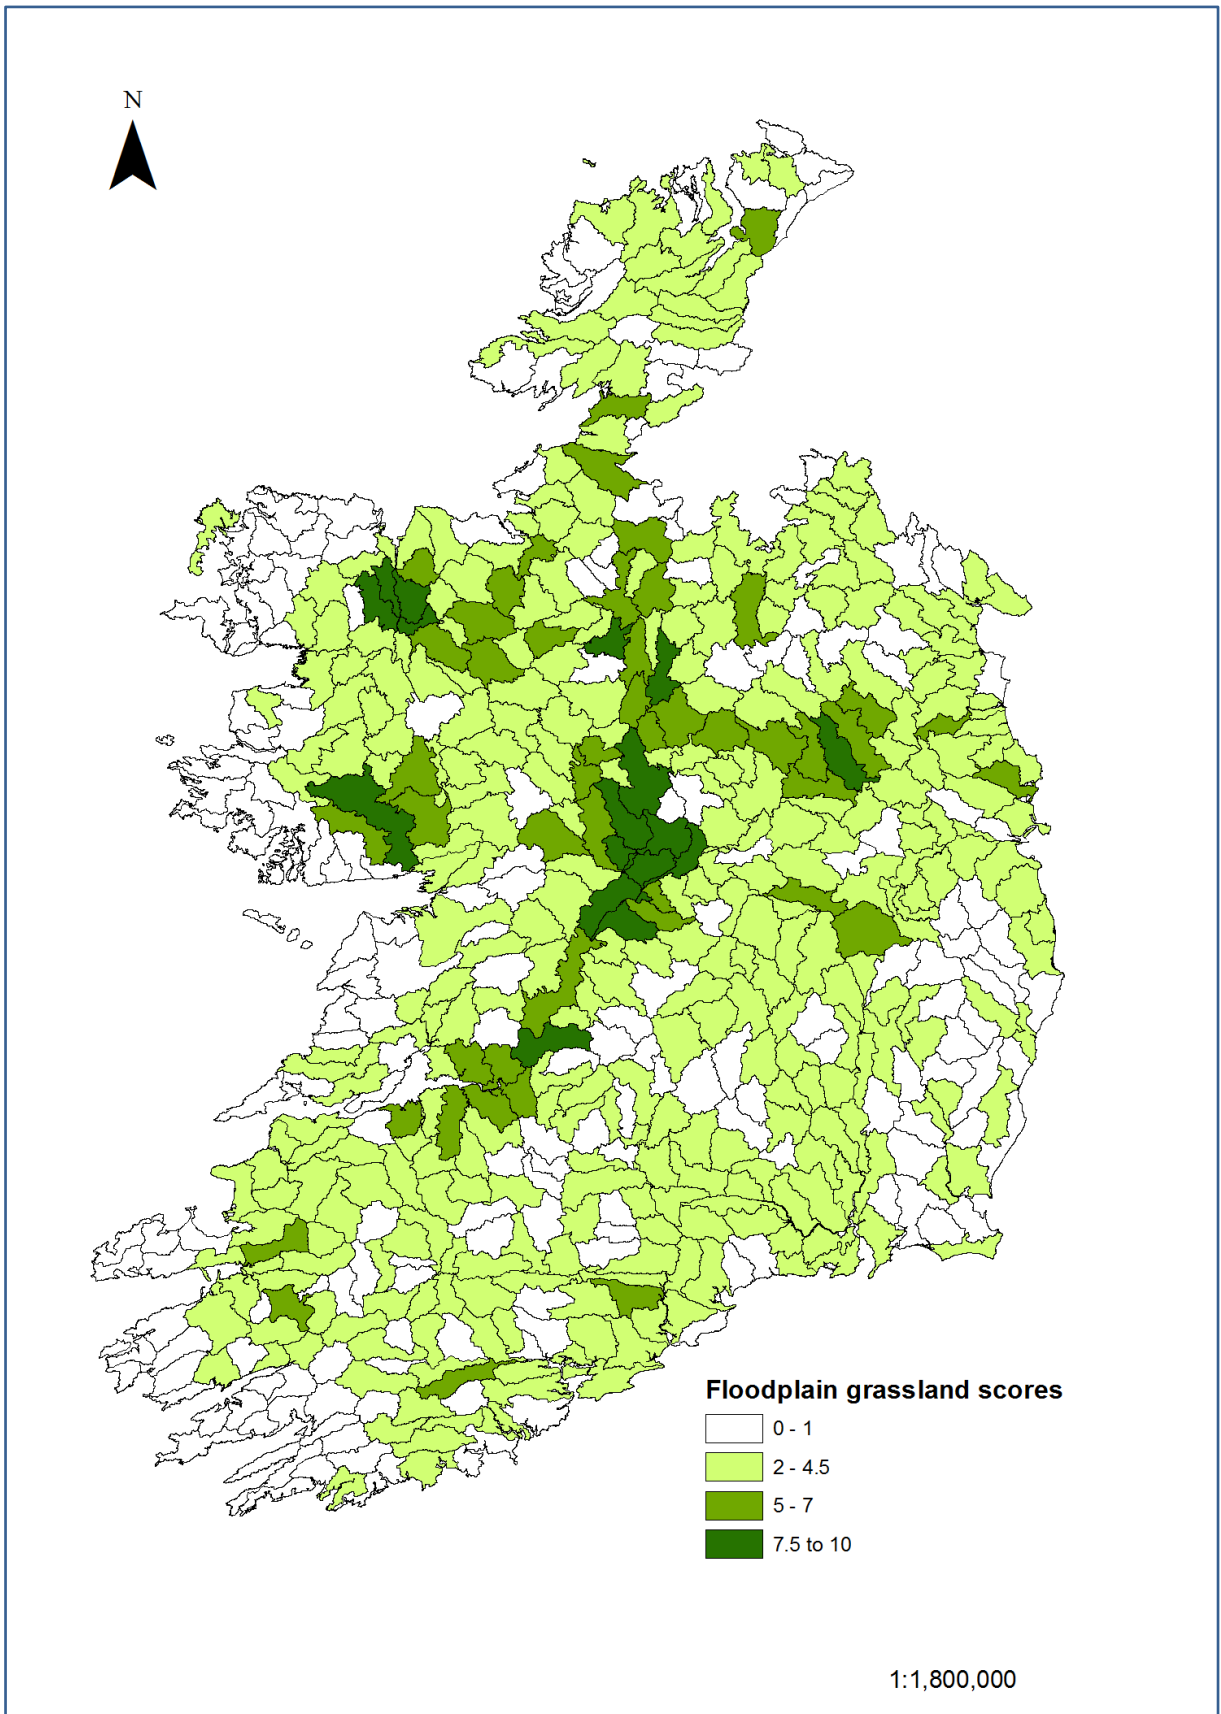 N
Floodplain grassland scores
0 - 1
2 - 4.5
5 - 7
7.5 to 10
1:1,800,000